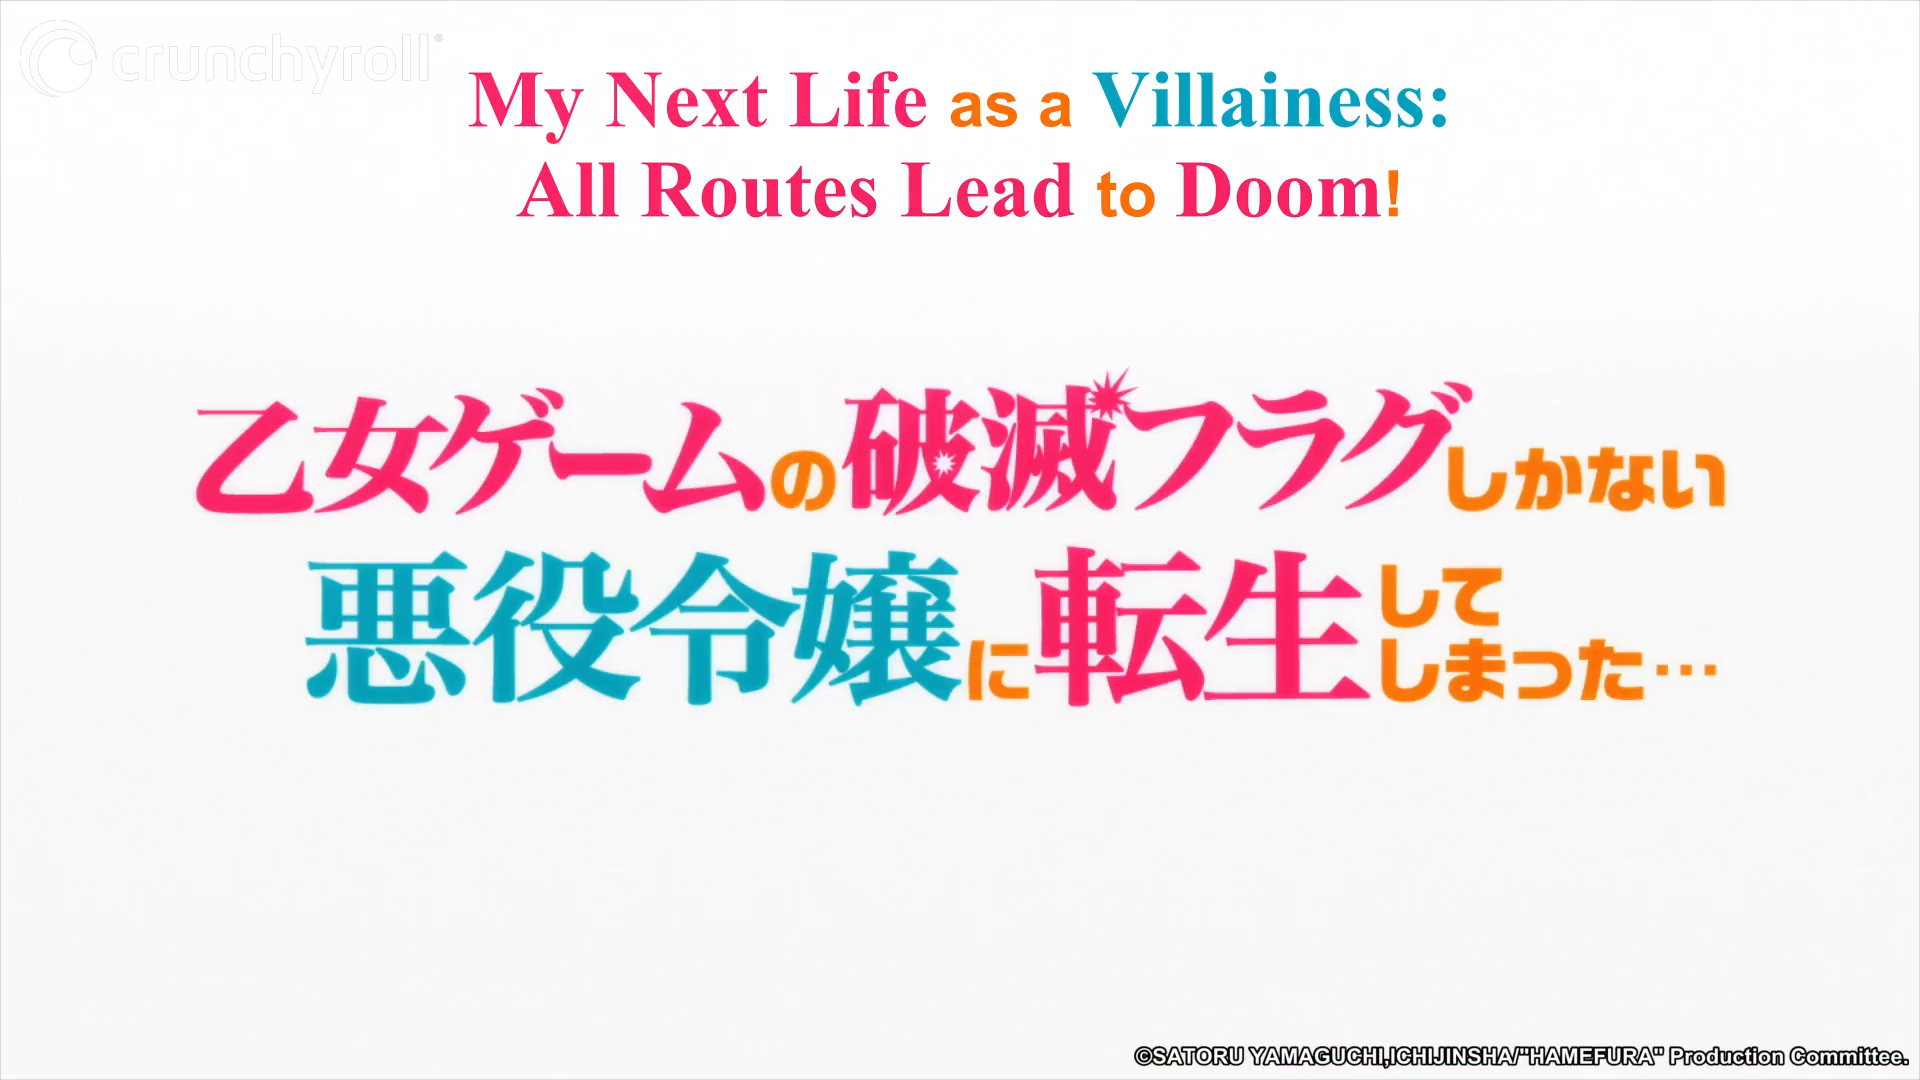 crunchyroll
My Next Life as a Villainess:
All Routes Lead to Doom!
乙女ゲームの破滅フラグしかない
悪役令嬢に転生して
しまった…
©SATORU YAMAGUCHI,ICHIJINSHA/"HAMEFURA" Production Committee.